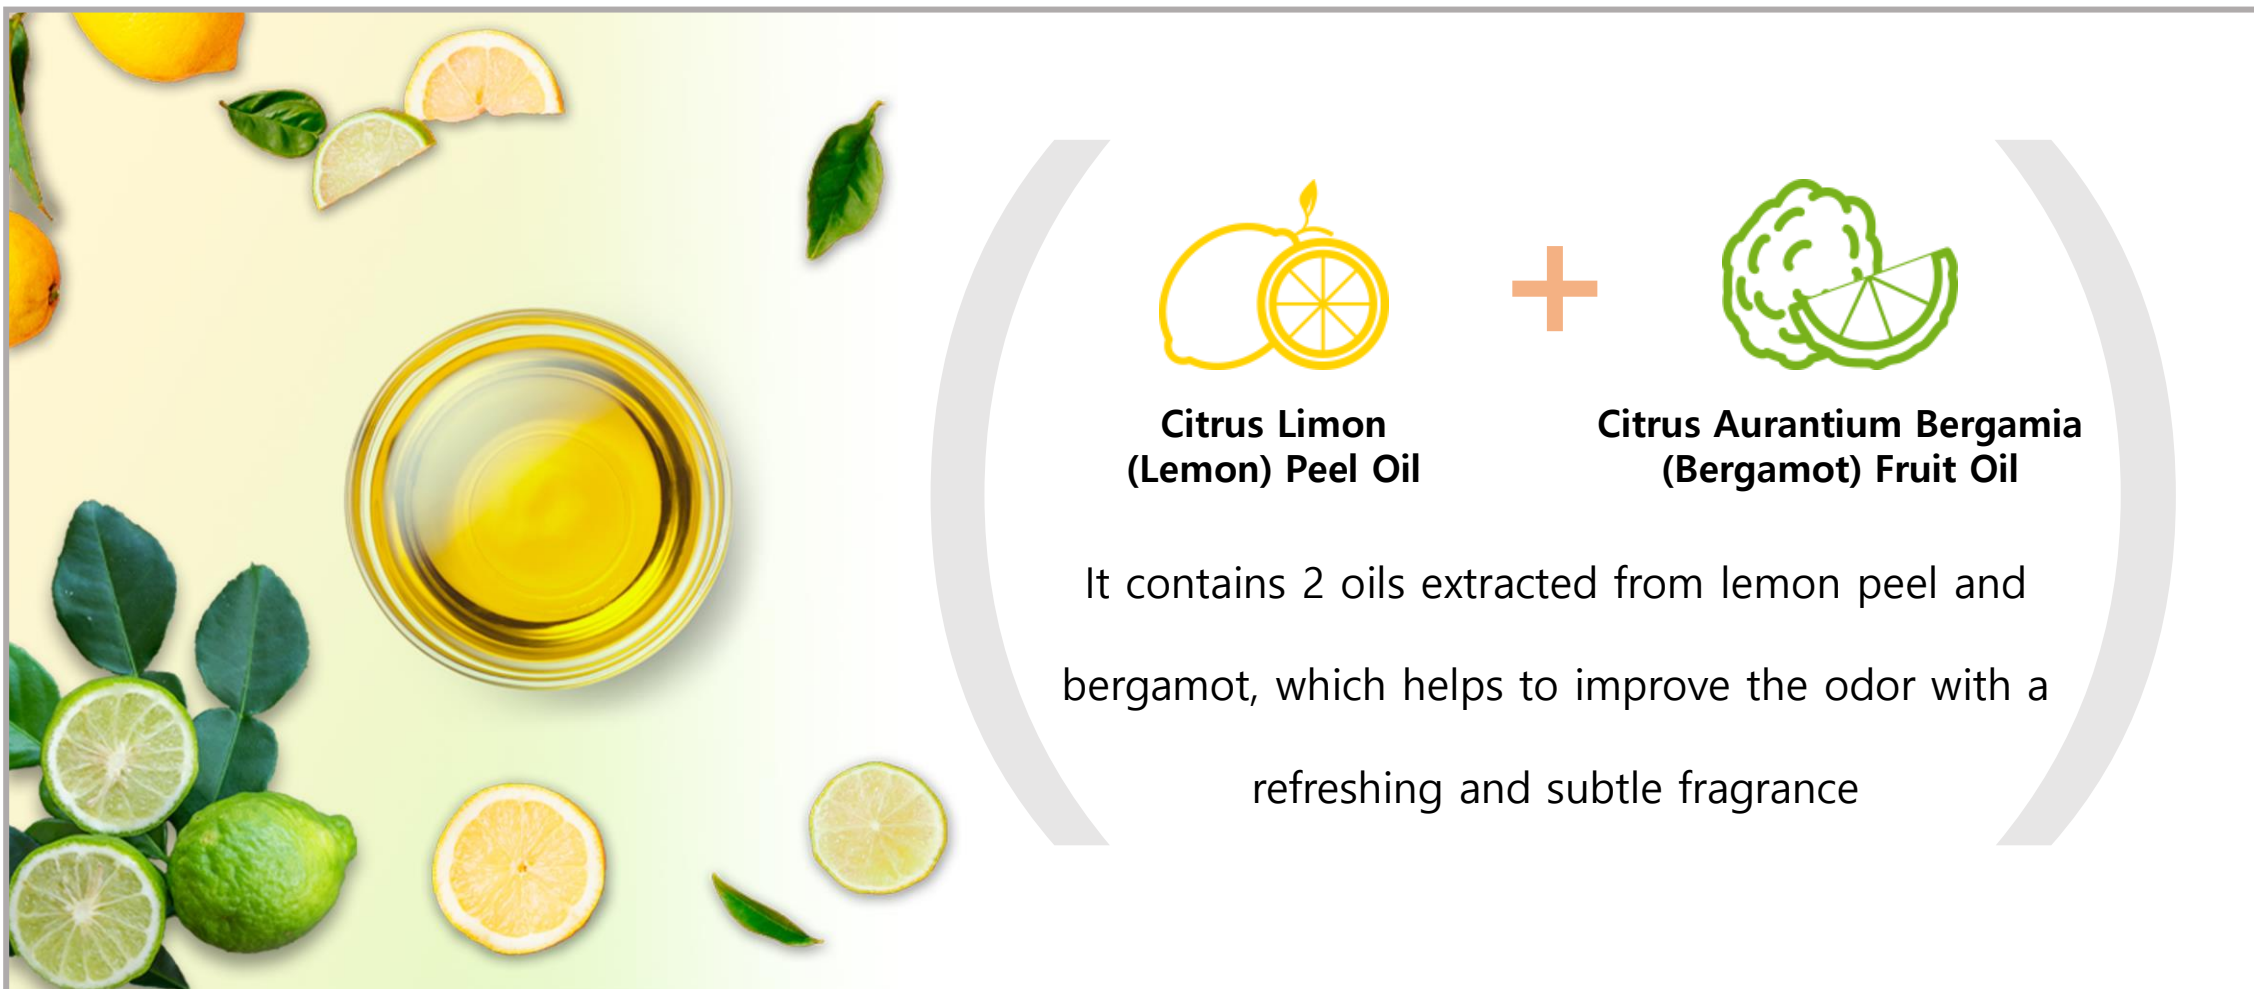 Citrus Limon
(Lemon) Peel Oil
Citrus Aurantium Bergamia
(Bergamot) Fruit Oil
It contains 2 oils extracted from lemon peel and
bergamot, which helps to improve the odor with a
refreshing and subtle fragrance